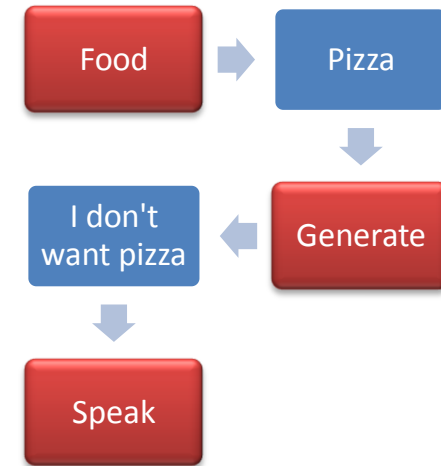 Food
Pizza
Generate
I don't
want pizza
Speak